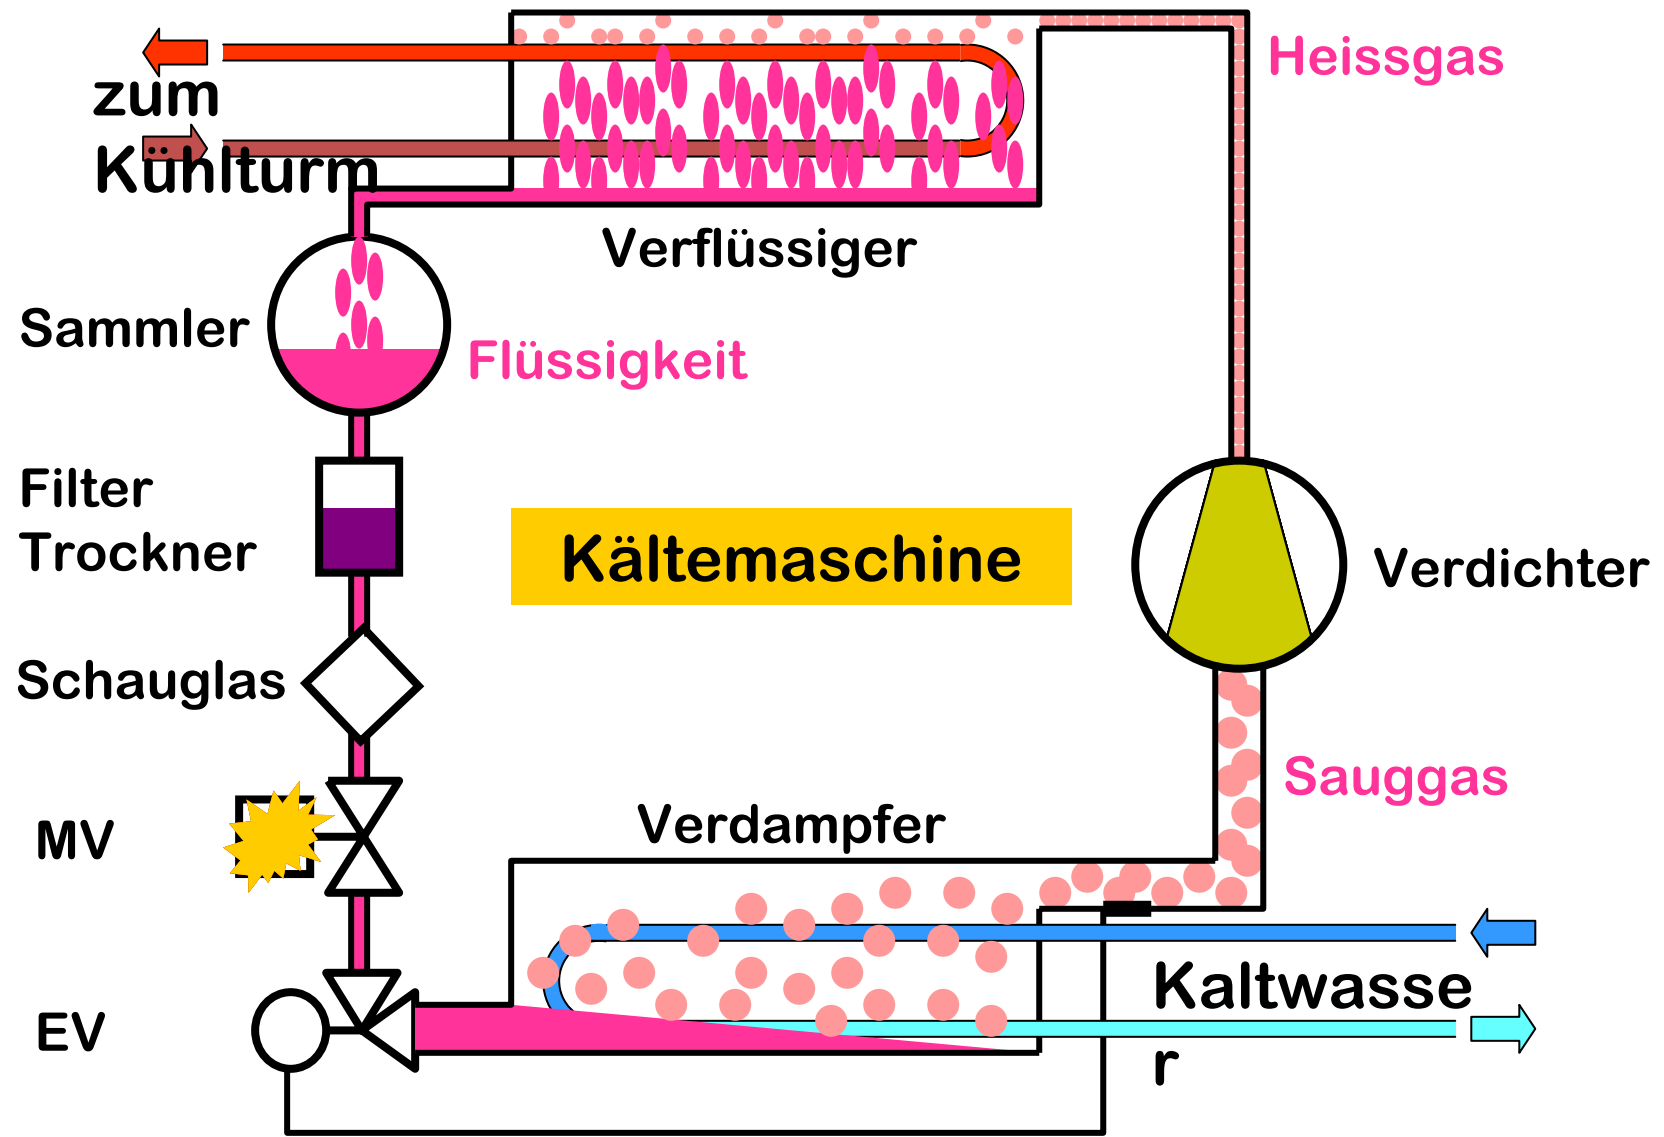 zum
Kühlturm
Heissgas
Verflüssiger
Sammler
Flüssigkeit
Filter
Trockner
Kältemaschine
Verdichter
Schauglas
Sauggas
MV
Verdampfer
Kaltwasse
r
EV